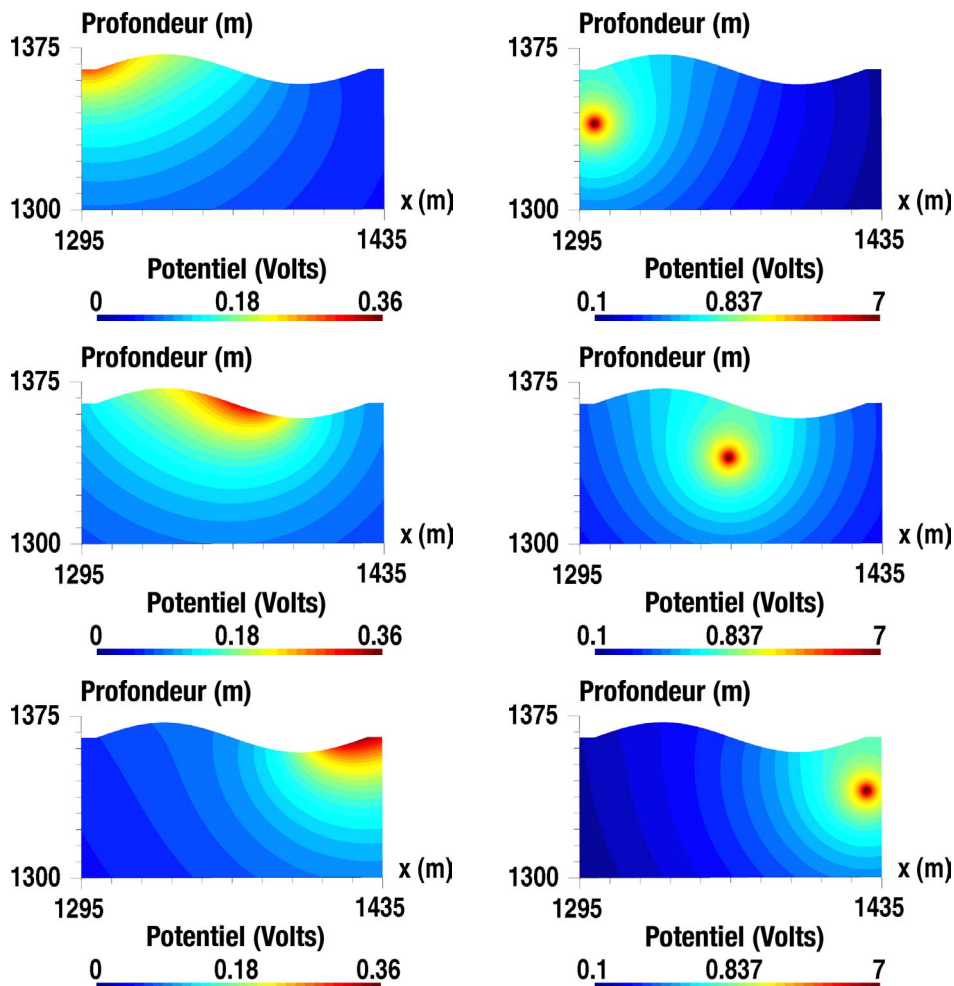 Profondeur (m)
1375
1300
x (m)
1295
1435
Potentiel (Volts)
0
0.18
0.36
Profondeur (m)
1375
1300
x (m)
1295
1435
Potentiel (Volts)
0.1
0.837
7
Profondeur (m)
1375
1300
x (m)
1295
1435
Potentiel (Volts)
0
0.18
0.36
Profondeur (m)
1375
1300
x (m)
1295
1435
Potentiel (Volts)
0.1
0.837
7
Profondeur (m)
1375
1300
x (m)
1295
1435
Potentiel (Volts)
0
0.18
0.36
Profondeur (m)
1375
1300
x (m)
1295
1435
Potentiel (Volts)
0.1
0.837
7